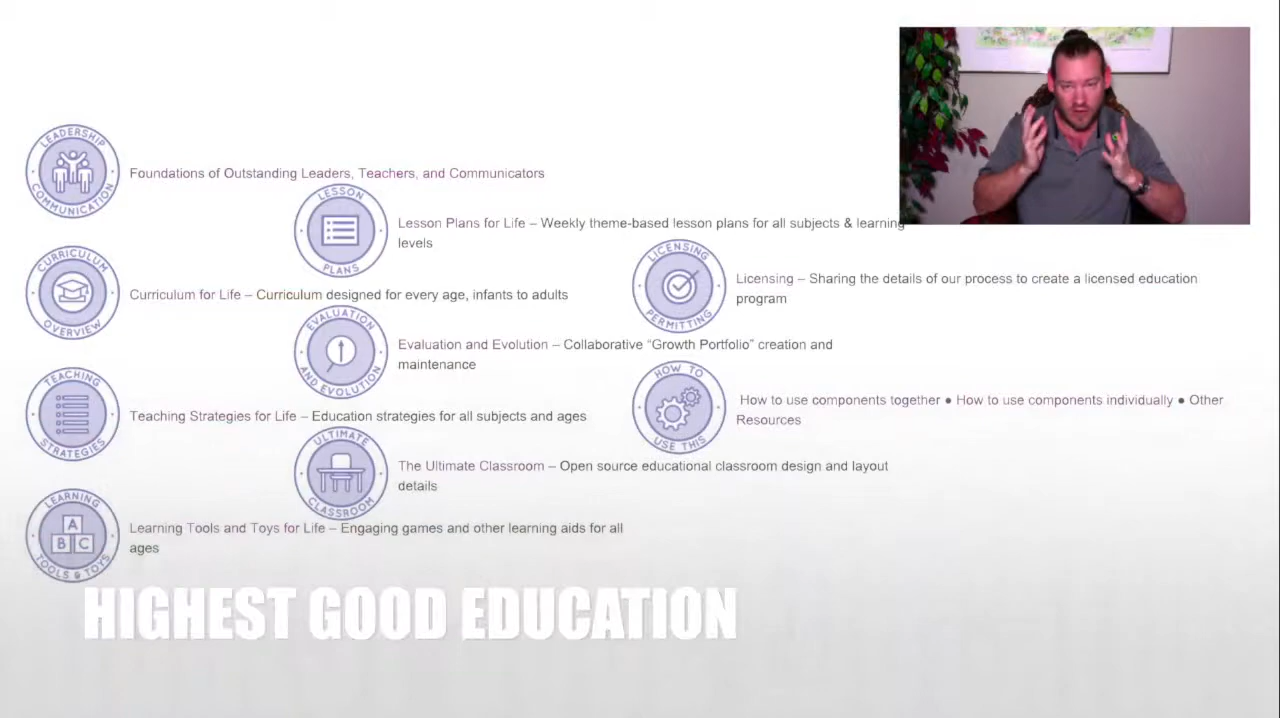 LEADERSHIP
COMMUNICATION
Foundations of Outstanding Leaders, Teachers, and Communicators
LESSON
PLANS
Lesson Plans for Life – Weekly theme-based lesson plans for all subjects & learning
levels
LICENSING
PERMITTING
Licensing – Sharing the details of our process to create a licensed education
program
CURRICULUM
OVERVIEW
Curriculum for Life – Curriculum designed for every age, infants to adults
EVALUATION
AND EVOLUTION
Evaluation and Evolution – Collaborative “Growth Portfolio” creation and
maintenance
HOW TO
USE THIS
How to use components together ● How to use components individually ● Other
Resources
TEACHING
STRATEGIES
Teaching Strategies for Life – Education strategies for all subjects and ages
ULTIMATE
CLASSROOM
The Ultimate Classroom – Open source educational classroom design and layout
details
LEARNING
A
B C
TOOLS & TOYS
Learning Tools and Toys for Life – Engaging games and other learning aids for all
ages
HIGHEST GOOD EDUCATION